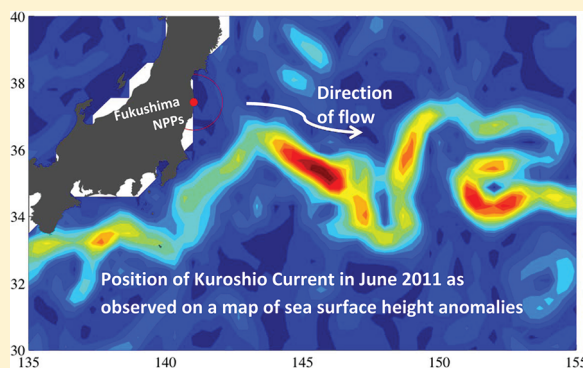 40
38
36
34
32
30
135
140
145
150
155
Fukushima
NPPs
Direction
of flow
Position of Kuroshio Current in June 2011 as
observed on a map of sea surface height anomalies